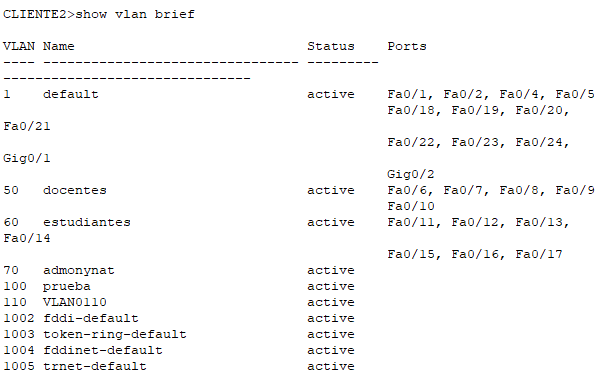 CLIENTE2>show vlan brief
VLAN Name                             Status    Ports
---- -------------------------------- ---------
-------------------------------
1    default                          active    Fa0/1, Fa0/2, Fa0/4, Fa0/5
                                                Fa0/18, Fa0/19, Fa0/20,
Fa0/21
                                                Fa0/22, Fa0/23, Fa0/24,
Gig0/1
                                                Gig0/2
50   docentes                         active    Fa0/6, Fa0/7, Fa0/8, Fa0/9
                                                Fa0/10
60   estudiantes                      active    Fa0/11, Fa0/12, Fa0/13,
Fa0/14
                                                Fa0/15, Fa0/16, Fa0/17
70   admonynat                        active
100  prueba                           active
110  VLAN0110                         active
1002 fddi-default                     active
1003 token-ring-default               active
1004 fddinet-default                  active
1005 trnet-default                    active